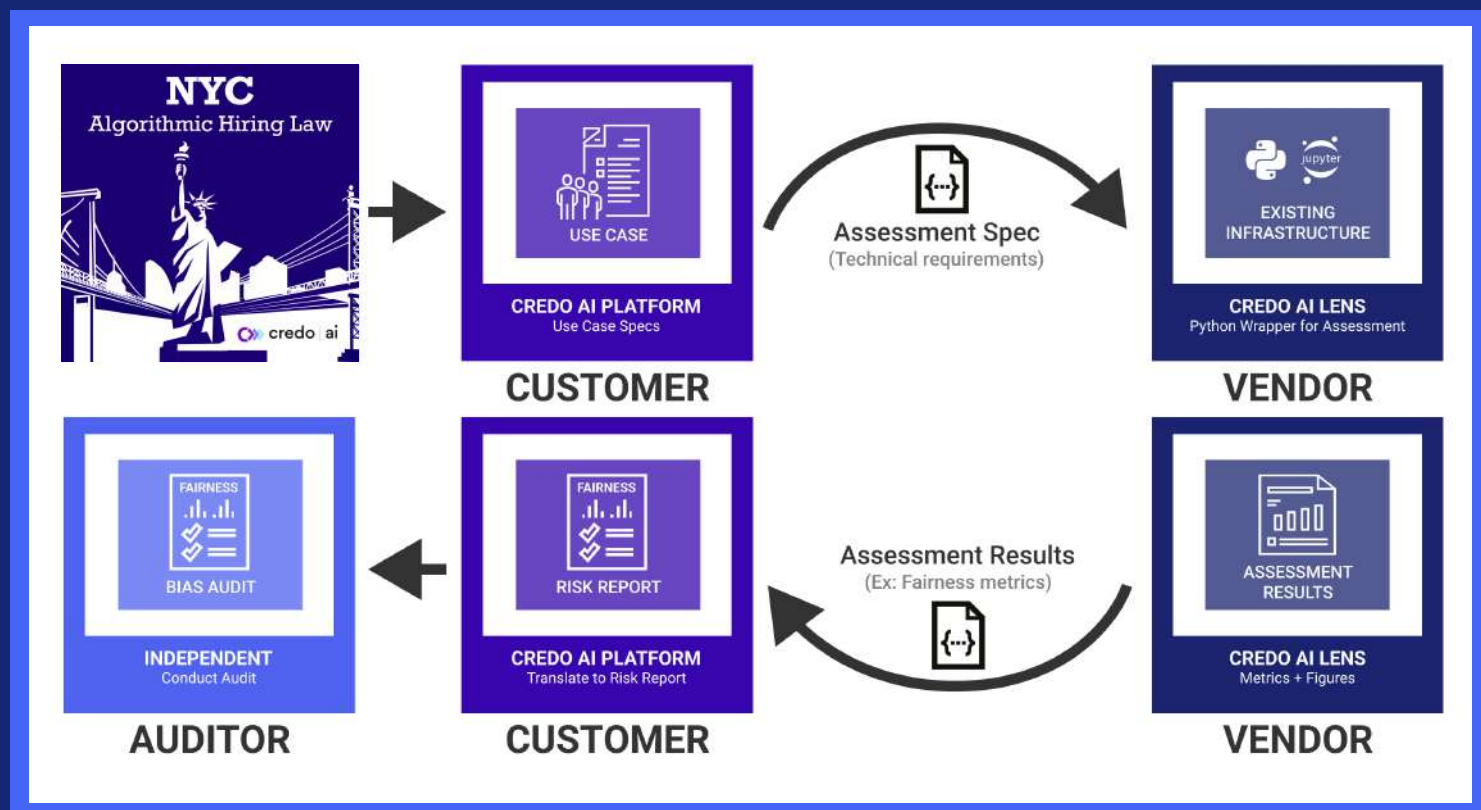 NYC
Algorithmic Hiring Law
credo ai
USE CASE
CREDO AI PLATFORM
Use Case Specs
CUSTOMER
{...}
Assessment Spec
(Technical requirements)
jupyter
EXISTING
INFRASTRUCTURE
CREDO AI LENS
Python Wrapper for Assessment
VENDOR
FAIRNESS
BIAS AUDIT
INDEPENDENT
Conduct Audit
AUDITOR
FAIRNESS
RISK REPORT
CREDO AI PLATFORM
Translate to Risk Report
CUSTOMER
Assessment Results
(Ex: Fairness metrics)
{...}
ASSESSMENT
RESULTS
CREDO AI LENS
Metrics + Figures
VENDOR